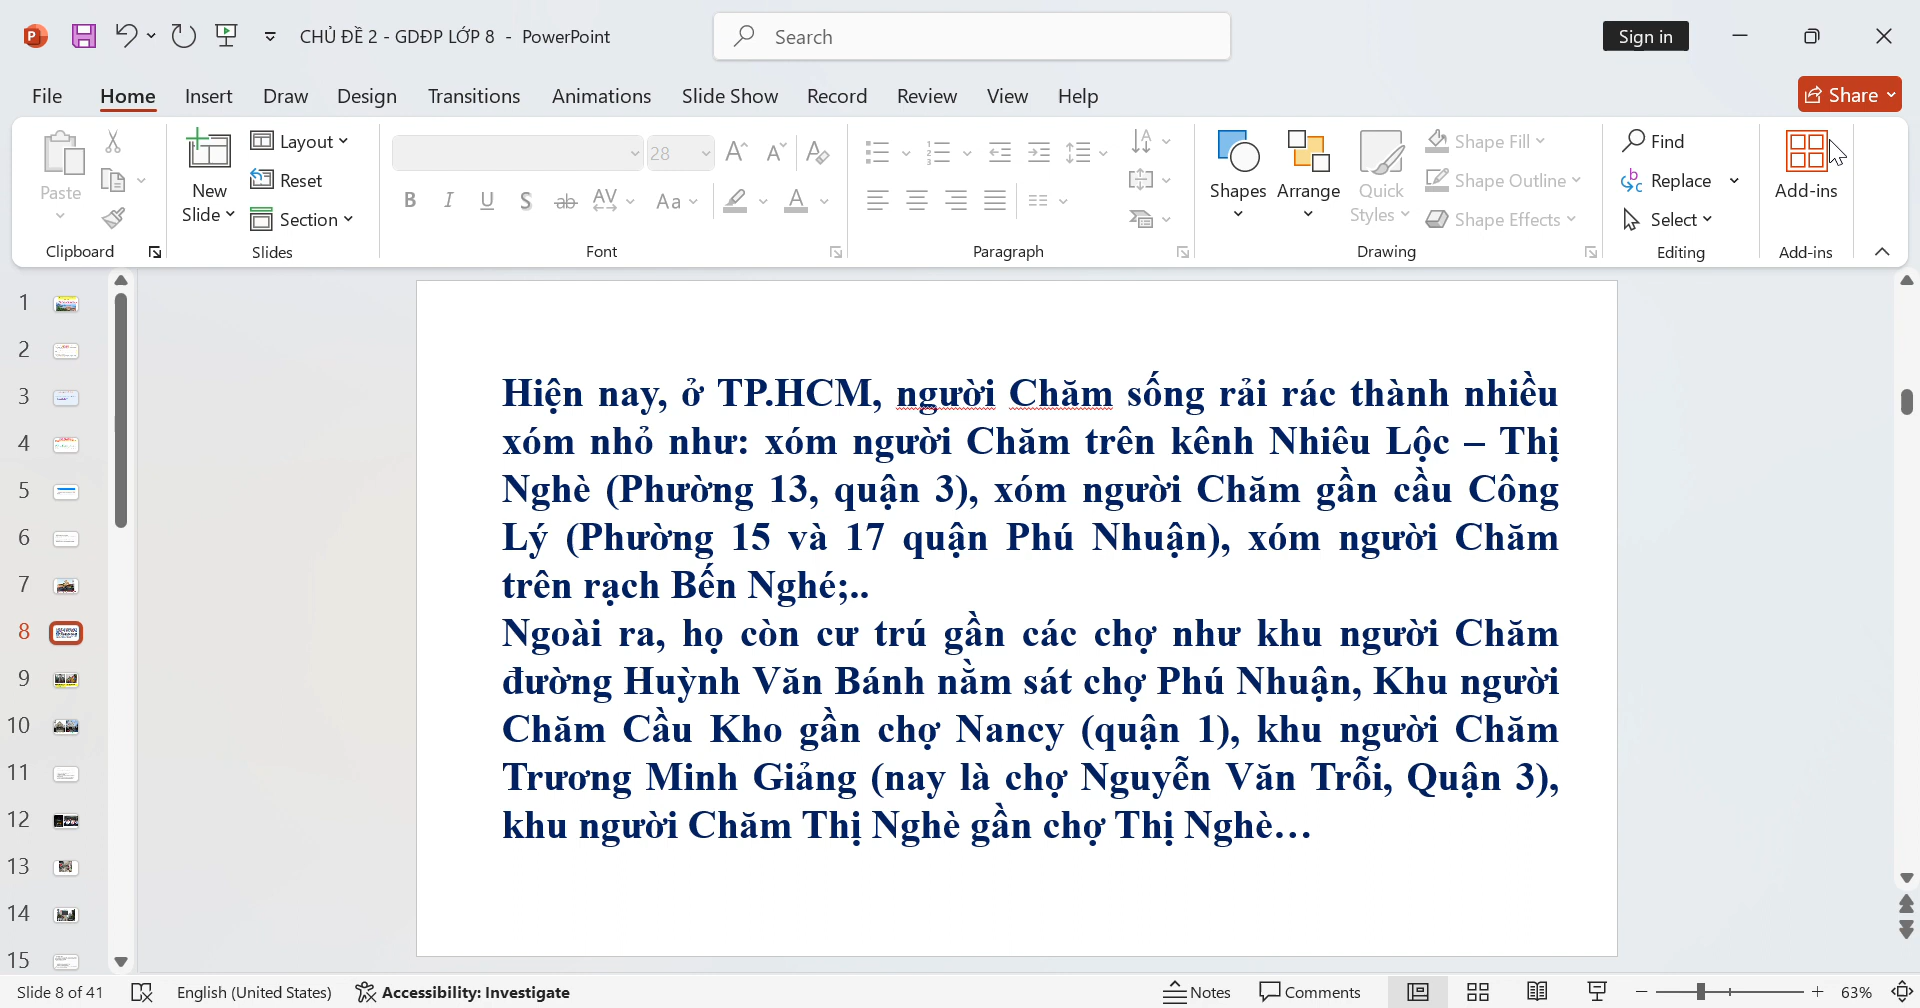 CHỦ ĐỀ 2 - GDĐP LỚP 8 - PowerPoint
Search
Sign in
File Home Insert Draw Design Transitions Animations Slide Show Record Review View Help
Share
Paste
Clipboard
New Slide
Layout
Reset
Section
Slides
28
B I U S ab AV Aa A
Font
Paragraph
Shapes
Arrange
Quick Styles
Shape Fill
Shape Outline
Shape Effects
Drawing
Find
Replace
Select
Editing
Add-ins
Add-ins
1
2
3
4
5
6
7
8
9
10
11
12
13
14
15
Hiện nay, ở TP.HCM, người Chăm sống rải rác thành nhiều
xóm nhỏ như: xóm người Chăm trên kênh Nhiêu Lộc – Thị
Nghè (Phường 13, quận 3), xóm người Chăm gần cầu Công
Lý (Phường 15 và 17 quận Phú Nhuận), xóm người Chăm
trên rạch Bến Nghé;..
Ngoài ra, họ còn cư trú gần các chợ như khu người Chăm
đường Huỳnh Văn Bánh nằm sát chợ Phú Nhuận, Khu người
Chăm Cầu Kho gần chợ Nancy (quận 1), khu người Chăm
Trương Minh Giảng (nay là chợ Nguyễn Văn Trỗi, Quận 3),
khu người Chăm Thị Nghè gần chợ Thị Nghè…
Slide 8 of 41
English (United States)
Accessibility: Investigate
Notes
Comments
63%